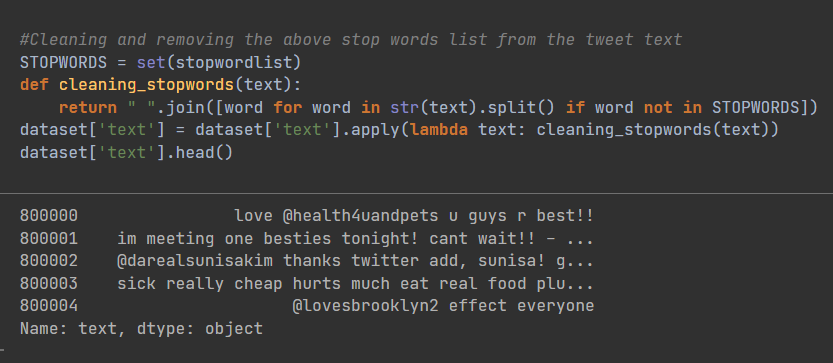 #Cleaning and removing the above stop words list from the tweet text
STOPWORDS = set(stopwordlist)
def cleaning_stopwords(text):
    return " ".join([word for word in str(text).split() if word not in STOPWORDS])
dataset['text'] = dataset['text'].apply(lambda text: cleaning_stopwords(text))
dataset['text'].head()
800000                love @health4uandpets u guys r best!!
800001    im meeting one besties tonight! cant wait!! - ...
800002    @darealsunisakim thanks twitter add, sunisa! g...
800003    sick really cheap hurts much eat real food plu...
800004                      @lovesbrooklyn2 effect everyone
Name: text, dtype: object